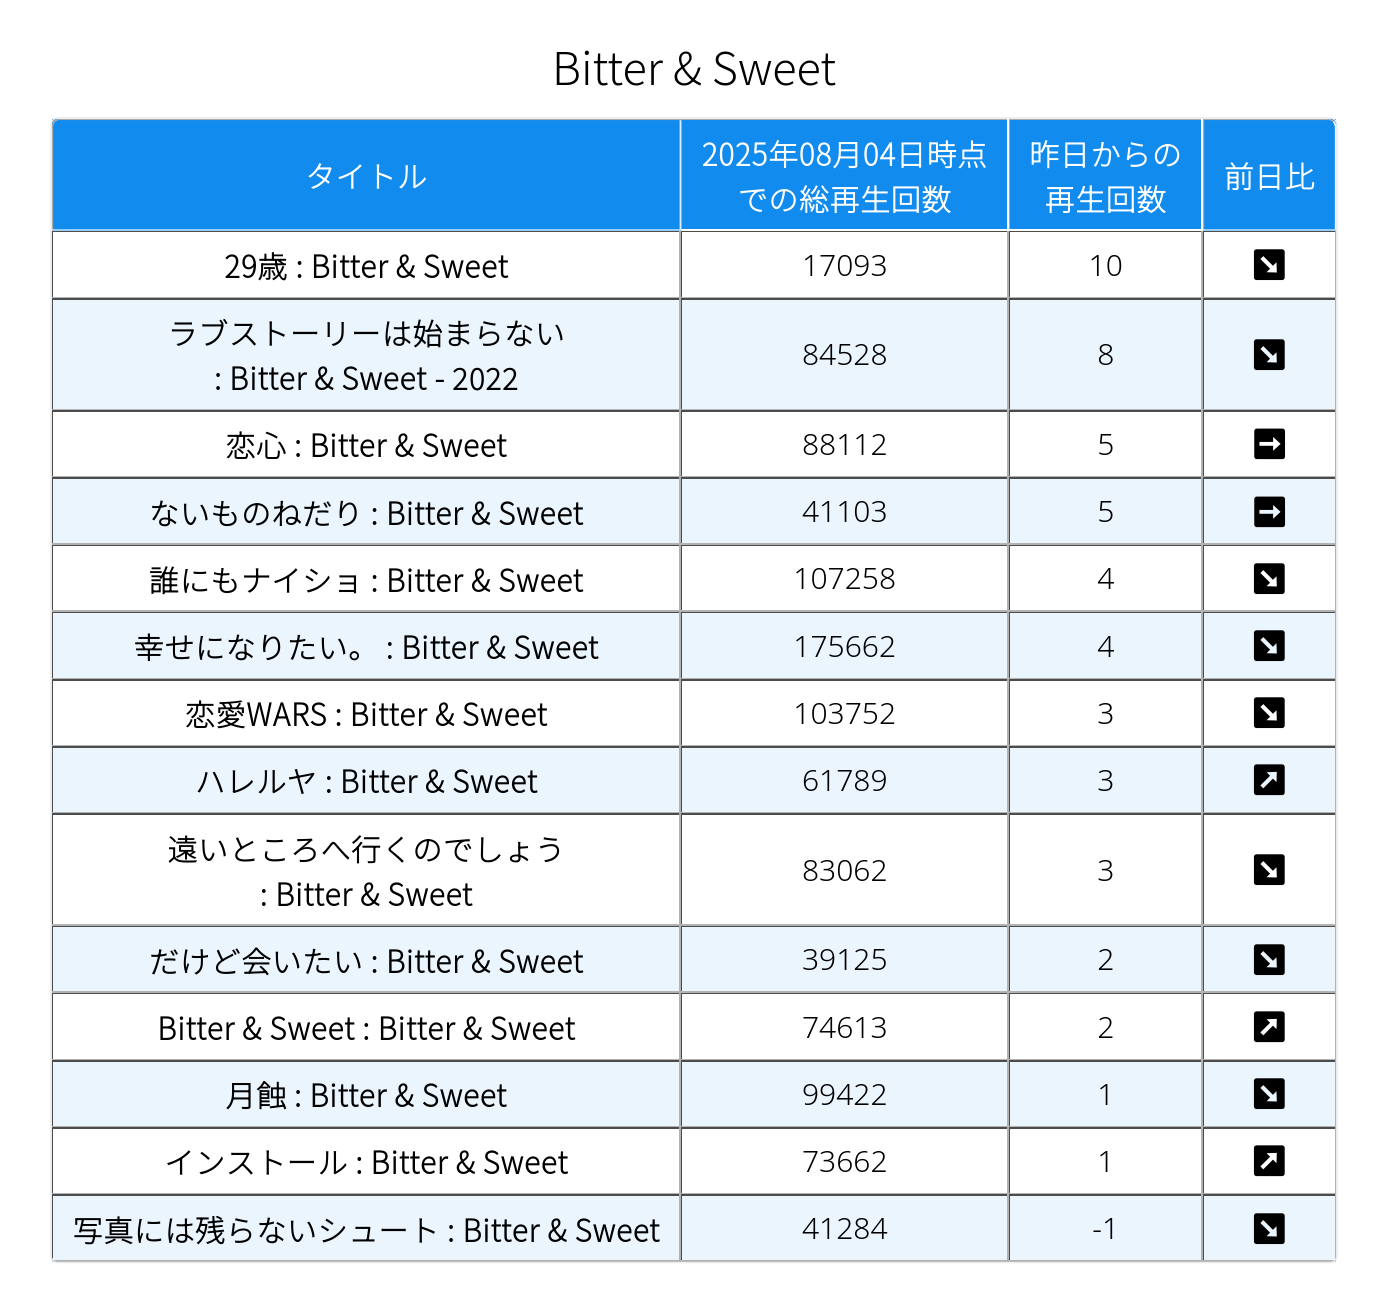 Bitter & Sweet
タイトル
2025年08月04日時点
での総再生回数
昨日からの
再生回数
前日比
29歳 : Bitter & Sweet
17093
10
↘
ラブストーリーは始まらない
: Bitter & Sweet - 2022
84528
8
↘
恋心 : Bitter & Sweet
88112
5
→
ないものねだり : Bitter & Sweet
41103
5
→
誰にもナイショ : Bitter & Sweet
107258
4
↘
幸せになりたい。 : Bitter & Sweet
175662
4
↘
恋愛WARS : Bitter & Sweet
103752
3
↘
ハレルヤ : Bitter & Sweet
61789
3
↗
遠いところへ行くのでしょう
: Bitter & Sweet
83062
3
↘
だけど会いたい : Bitter & Sweet
39125
2
↘
Bitter & Sweet : Bitter & Sweet
74613
2
↗
月蝕 : Bitter & Sweet
99422
1
↘
インストール : Bitter & Sweet
73662
1
↗
写真には残らないシュート : Bitter & Sweet
41284
-1
↘